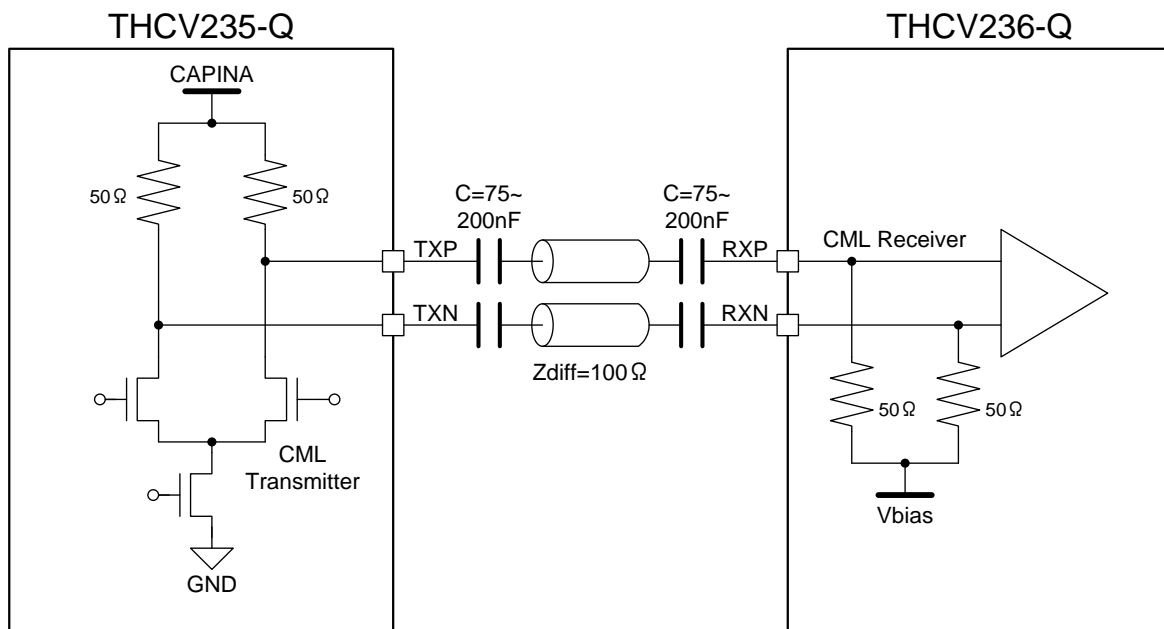 THCV235-Q
THCV236-Q
CAPINA
50Ω
50Ω
C=75~
200nF
C=75~
200nF
TXP
RXP
CML Receiver
TXN
RXN
Zdiff=100Ω
50Ω
50Ω
CML
Transmitter
Vbias
GND